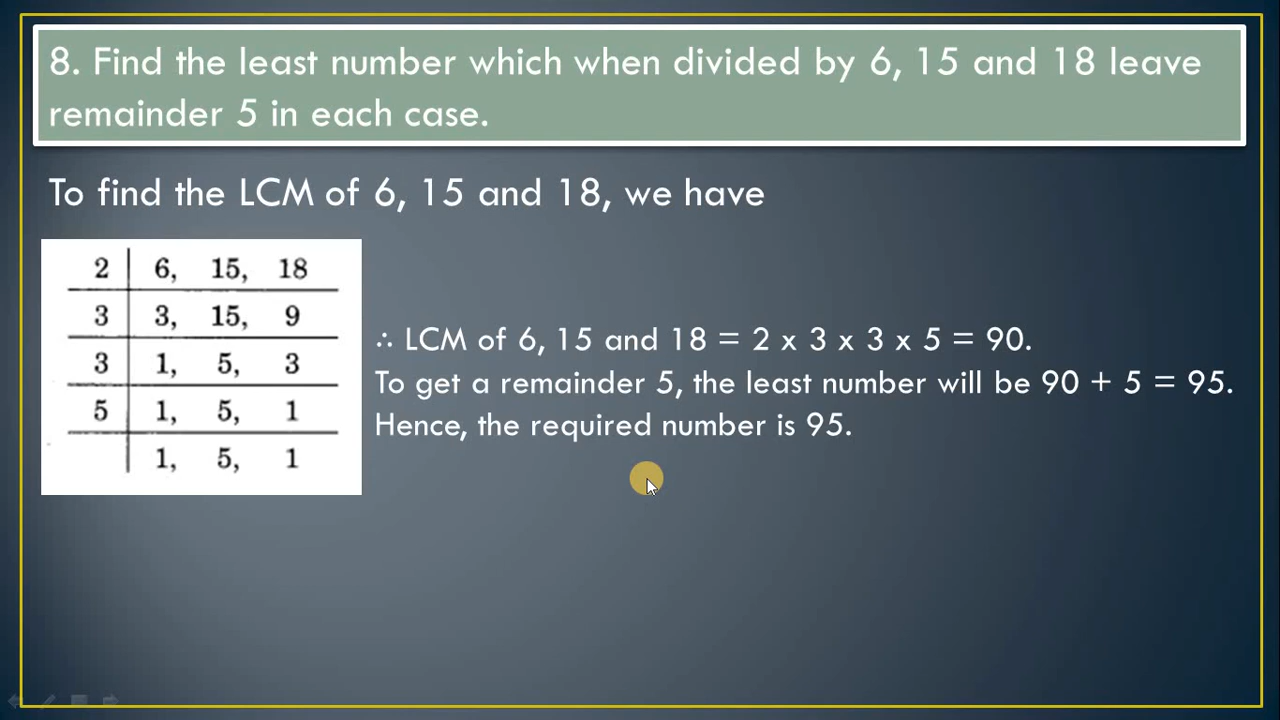 8. Find the least number which when divided by 6, 15 and 18 leave
remainder 5 in each case.
To find the LCM of 6, 15 and 18, we have
2 | 6, 15, 18
3 | 3, 15, 9
3 | 1, 5, 3
5 | 1, 5, 1
| 1, 5, 1
∴ LCM of 6, 15 and 18 = 2 x 3 x 3 x 5 = 90.
To get a remainder 5, the least number will be 90 + 5 = 95.
Hence, the required number is 95.